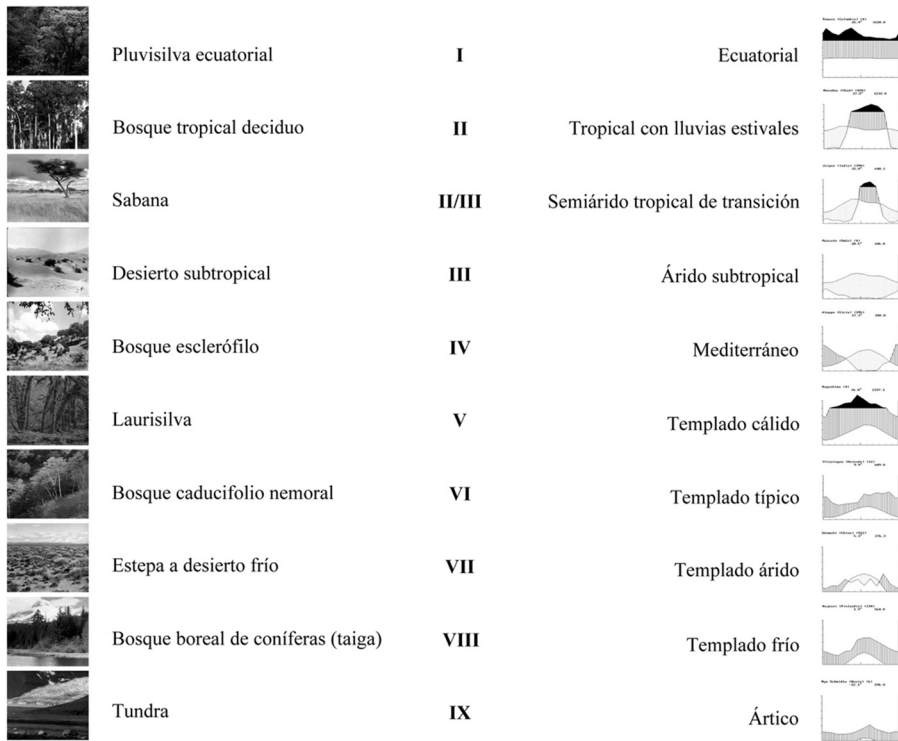 Pluvisilva ecuatorial I Ecuatorial
Bosque tropical deciduo II Tropical con lluvias estivales
Sabana II/III Semiárido tropical de transición
Desierto subtropical III Árido subtropical
Bosque esclerófilo IV Mediterráneo
Laurisilva V Templado cálido
Bosque caducifolio nemoral VI Templado típico
Estepa a desierto frío VII Templado árido
Bosque boreal de coníferas (taiga) VIII Templado frío
Tundra IX Ártico